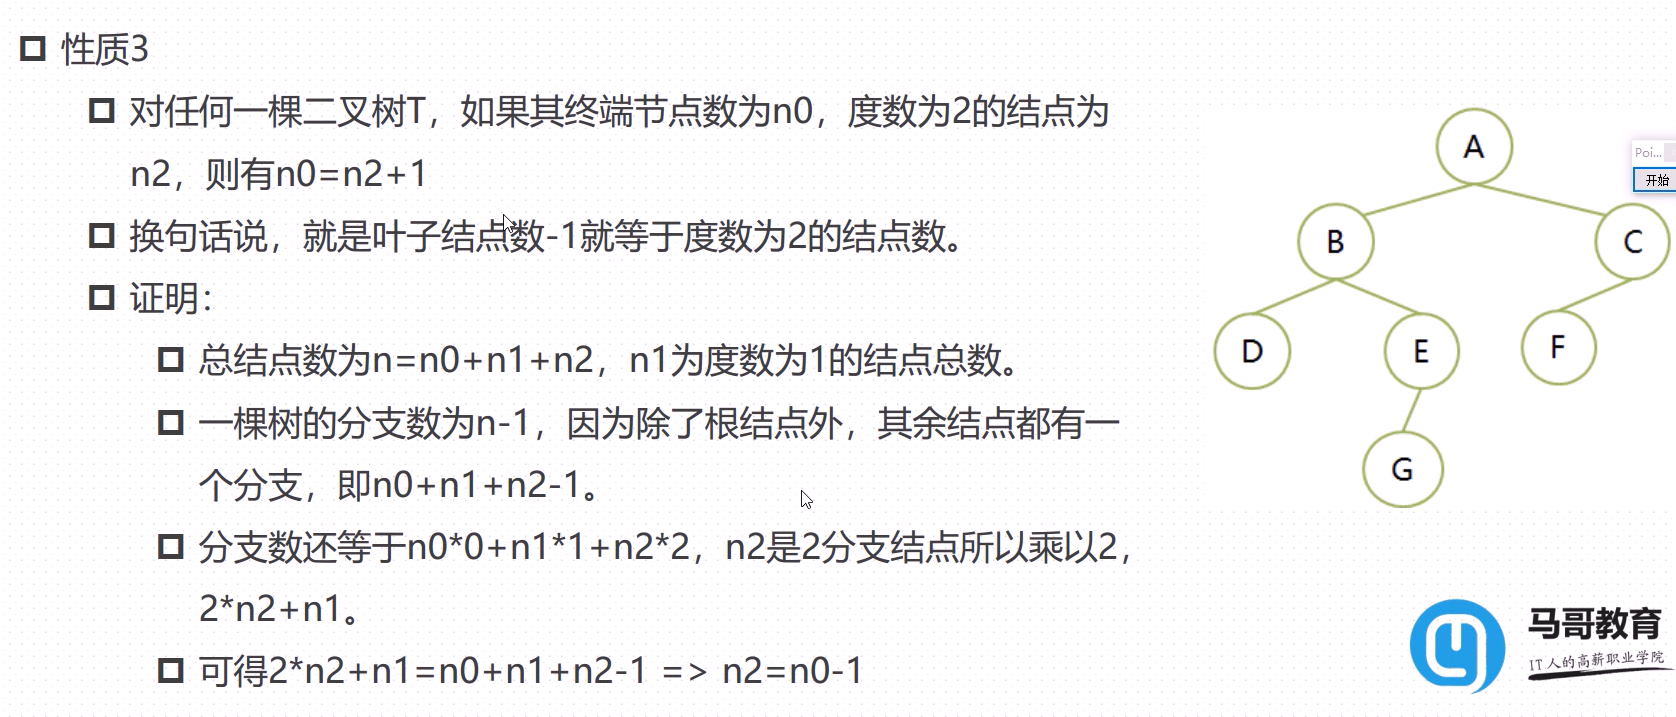 性质3
对任何一棵二叉树T，如果其终端节点数为n0，度数为2的结点为
n2，则有n0=n2+1
换句话说，就是叶子结点数-1就等于度数为2的结点数。
证明：
总结点数为n=n0+n1+n2，n1为度数为1的结点总数。
一棵树的分支数为n-1，因为除了根结点外，其余结点都有一
个分支，即n0+n1+n2-1。
分支数还等于n0*0+n1*1+n2*2，n2是2分支结点所以乘以2，
2*n2+n1。
可得2*n2+n1=n0+n1+n2-1 => n2=n0-1
A
Poi...
开始
B
C
D
E
F
G
马哥教育
IT人的高薪职业学院